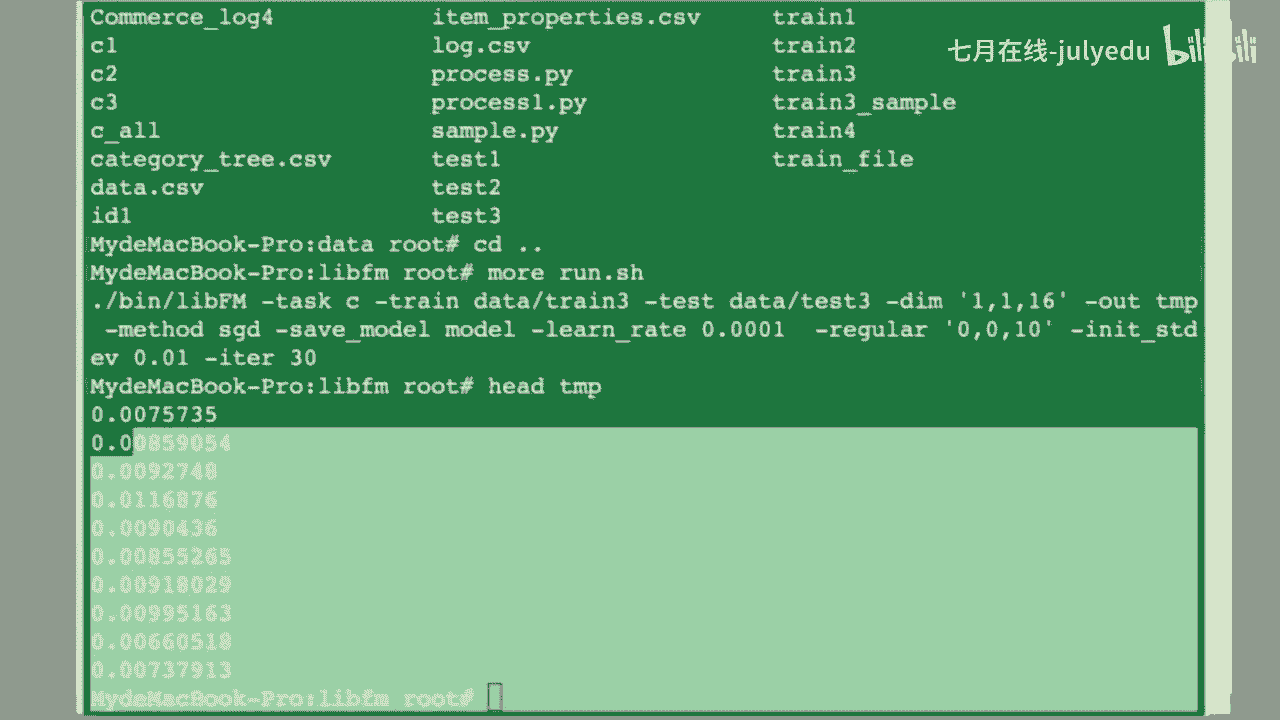 Commerce_log4 item_properties.csv train1
c1 log.csv train2
c2 process.py train3
c3 process1.py train3_sample
c_all sample.py train4
category_tree.csv test1 train_file
data.csv test2
id1 test3
MydeMacBook-Pro:data root# cd ..
MydeMacBook-Pro:libfm root# more run.sh
./bin/libFM -task c -train data/train3 -test data/test3 -dim '1,1,16' -out tmp
-method sgd -save_model model -learn_rate 0.0001 -regular '0,0,10' -init_std
ev 0.01 -iter 30
MydeMacBook-Pro:libfm root# head tmp
0.0075735
0.00859054
0.0092748
0.0116876
0.0090436
0.00855265
0.00918029
0.00995163
0.00660518
0.00737913
MydeMacBook-Pro:libfm root#
七月在线-julyedu bilibili